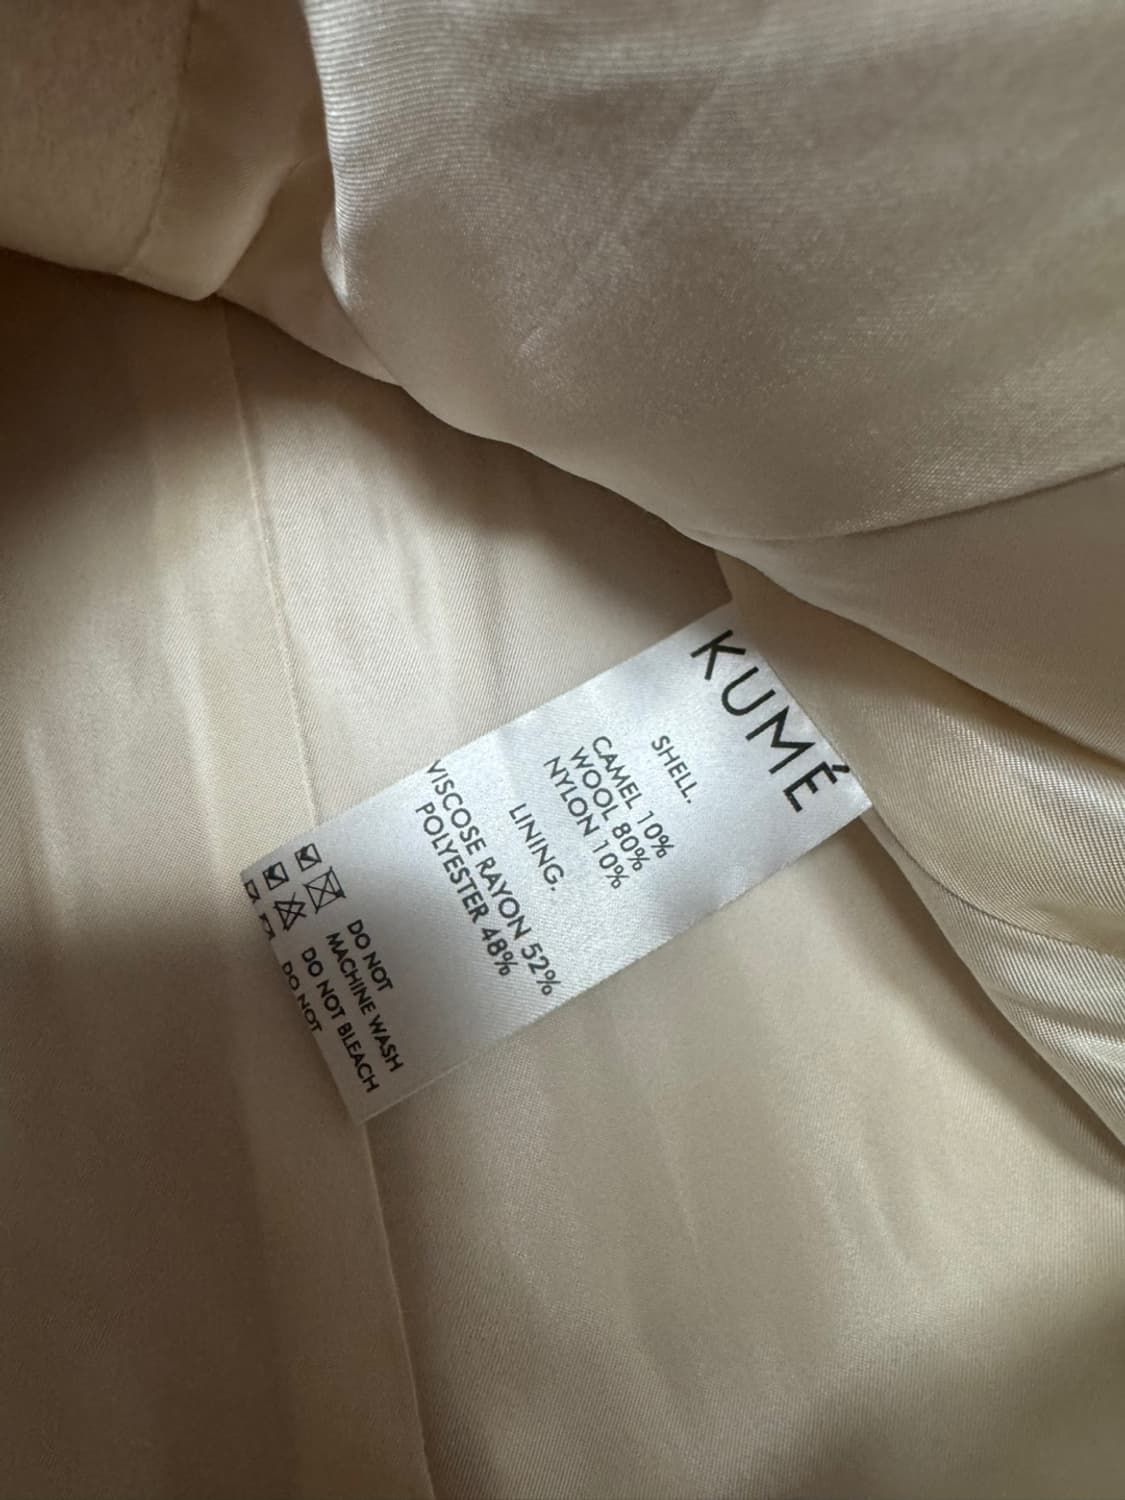 KUMÉ
SHELL.
CAMEL 10%
WOOL 80%
NYLON 10%
LINING.
VISCOSE RAYON 52%
POLYESTER 48%
DO NOT
MACHINE WASH
DO NOT BLEACH
DO NOT